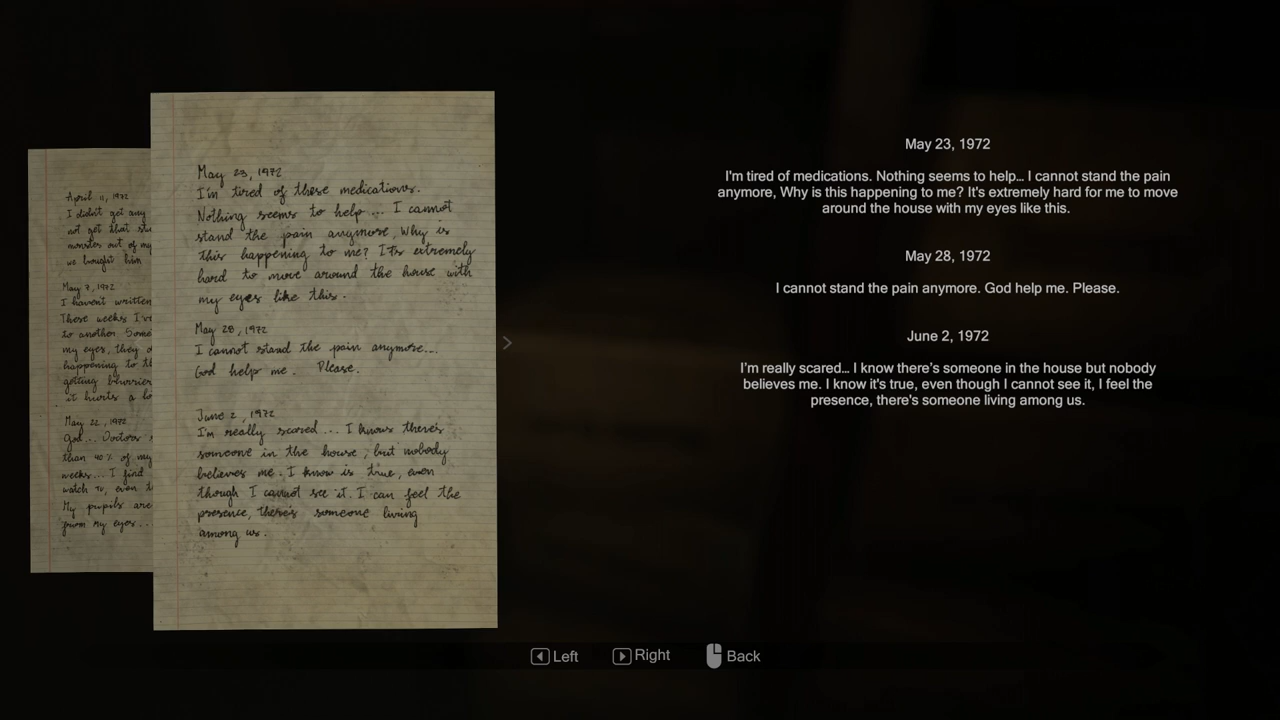 April 11, 1972
I didn't get any
not get that stu
monster out of my
we brought him
May 7, 1972
I haven't written
These weeks I've
to another. Some
my eyes, they d
happening to th
getting blurrier
it hurts a lo
May 22, 1972
God... Doctors s
than 40% of my
weeks... I find
watch TV, even t
My pupils are
from my eyes...
May 23, 1972
I'm tired of these medications.
Nothing seems to help... I cannot
stand the pain anymore, Why is
this happening to me? It's extremely
hard to move around the house with
my eyes like this.
May 28, 1972
I cannot stand the pain anymore....
God help me. Please.
June 2, 1972
I'm really scared... I know there's
someone in the house, but nobody
believes me. I know is true, even
though I cannot see it. I can feel the
presence, there's someone living
among us.
May 23, 1972
I'm tired of medications. Nothing seems to help… I cannot stand the pain
anymore, Why is this happening to me? It's extremely hard for me to move
around the house with my eyes like this.
May 28, 1972
I cannot stand the pain anymore. God help me. Please.
June 2, 1972
I'm really scared… I know there's someone in the house but nobody
believes me. I know it's true, even though I cannot see it, I feel the
presence, there's someone living among us.
Left Right Back